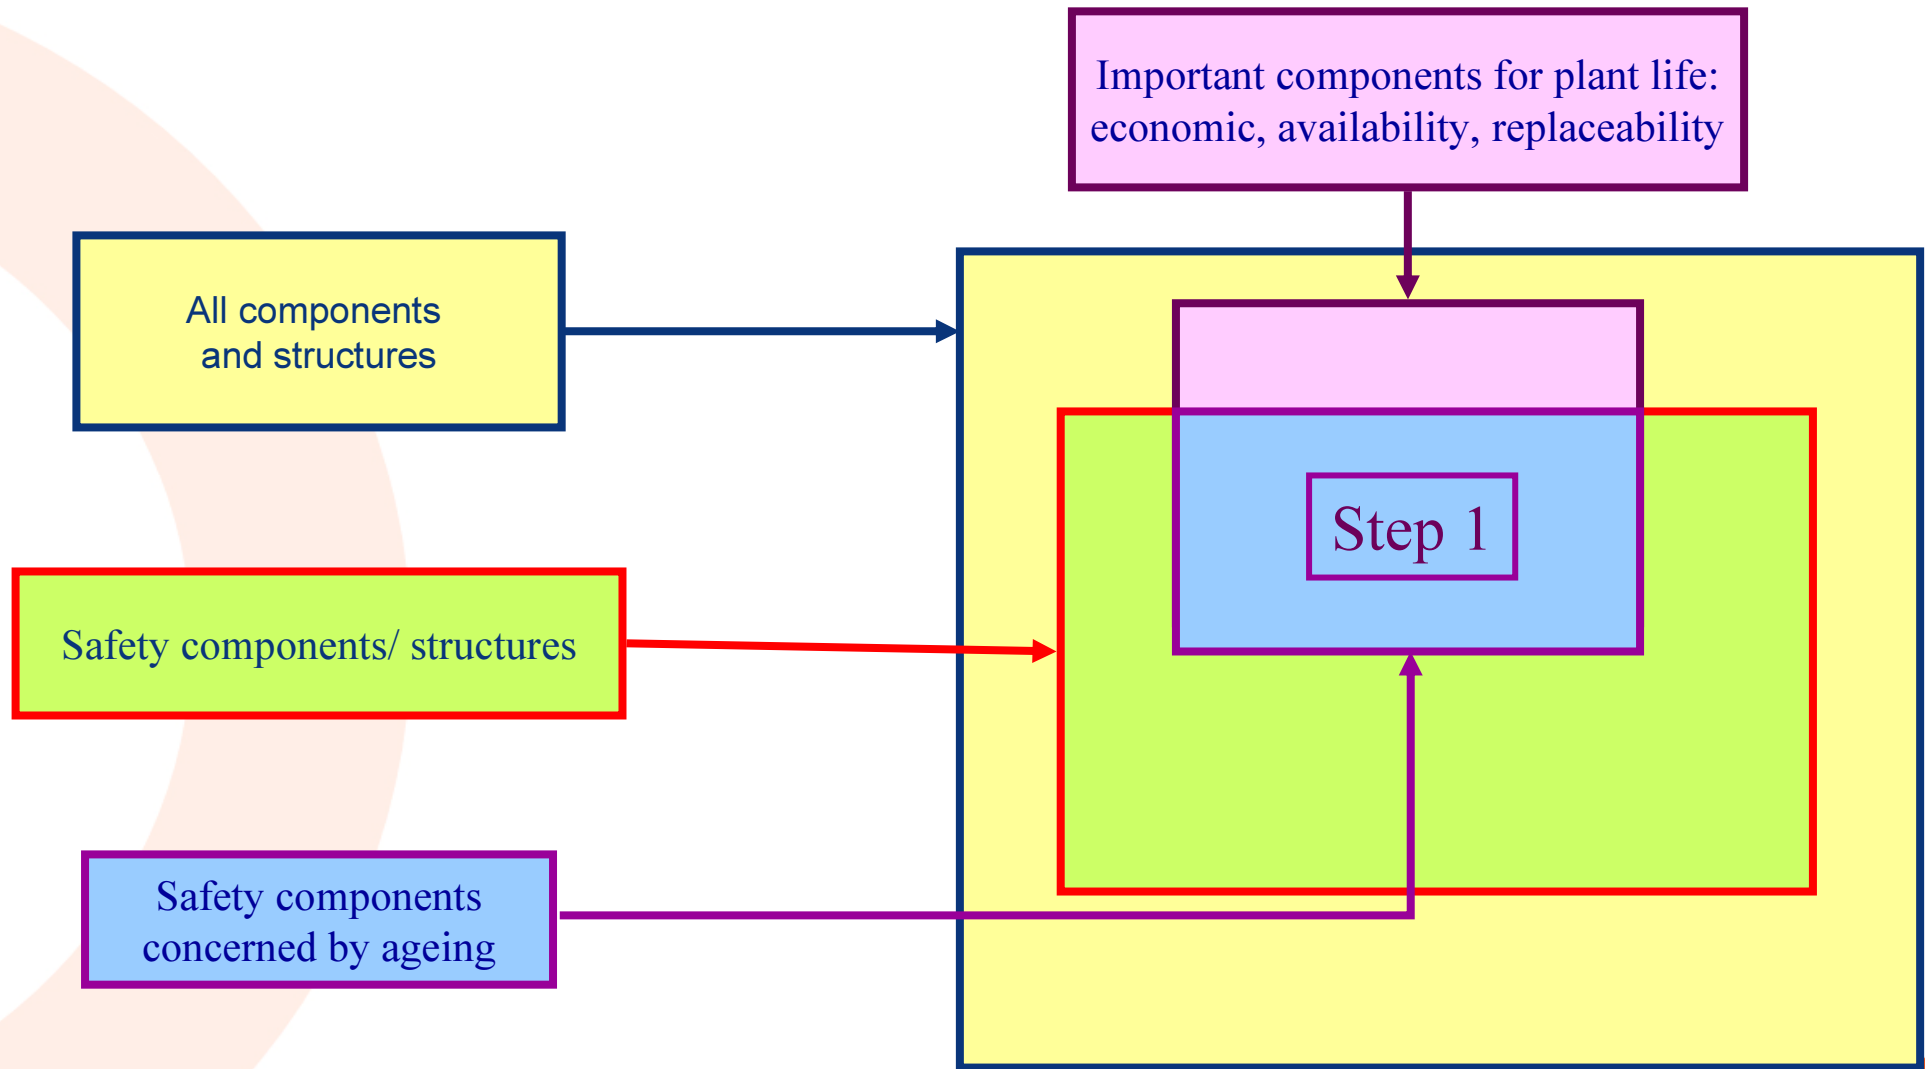 Important components for plant life:
economic, availability, replaceability
All components
and structures
Step 1
Safety components/ structures
Safety components
concerned by ageing